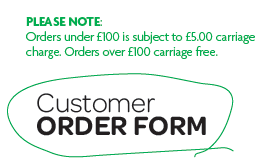 PLEASE NOTE:
Orders under £100 is subject to £5.00 carriage
charge. Orders over £100 carriage free.
Customer
ORDER FORM